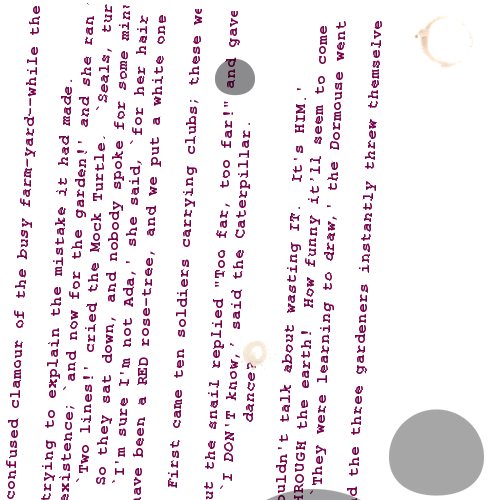 confused clamour of the busy farm-yard--while the
trying to explain the mistake it had made.
existence; `and now for the garden!' and she ran
`Two lines!' cried the Mock Turtle. `Seals, tur
So they sat down, and nobody spoke for some min
`I'm sure I'm not Ada,' she said, `for her hair
have been a RED rose-tree, and we put a white one
First came ten soldiers carrying clubs; these we
ut the snail replied "Too far, too far!" and gave
`I DON'T know,' said the Caterpillar.
dance?
ouldn't talk about wasting IT. It's HIM.'
HROUGH the earth! How funny it'll seem to come
`They were learning to draw,' the Dormouse went
d the three gardeners instantly threw themselve